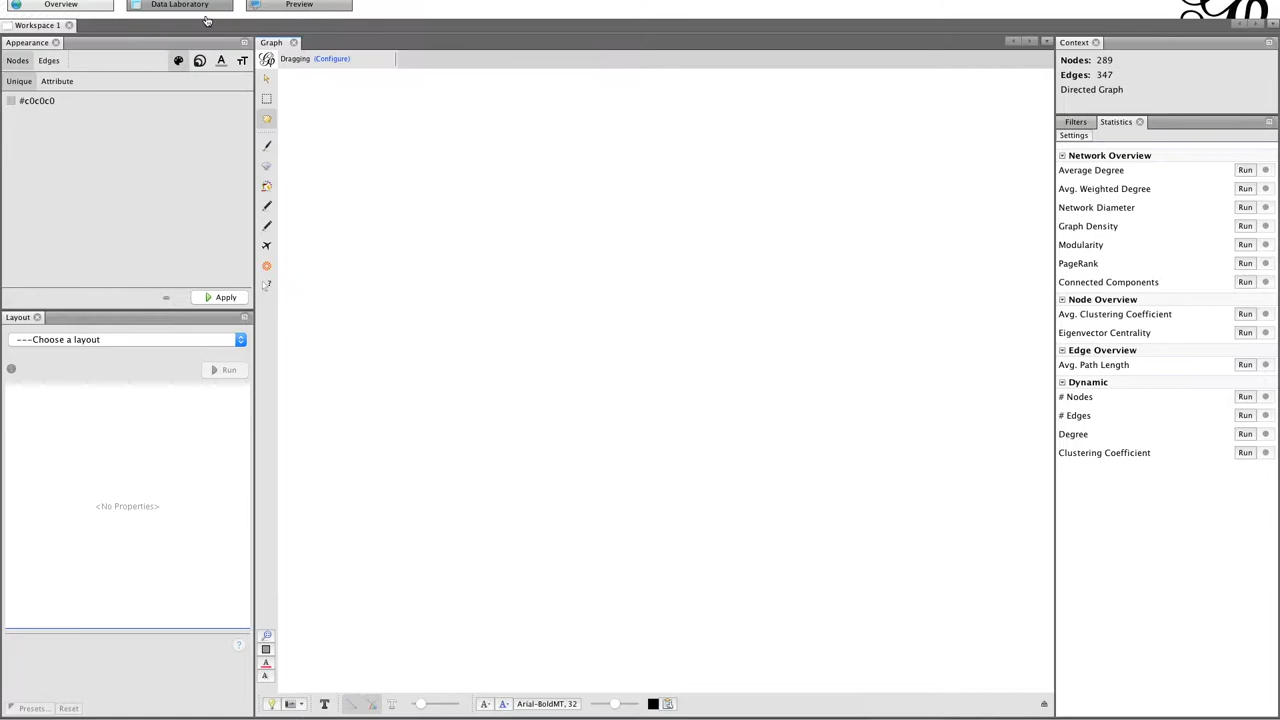 Overview Data Laboratory Preview
Workspace 1
Appearance
Nodes Edges
Unique Attribute
#c0c0c0
Apply
Layout
---Choose a layout
Run
<No Properties>
Presets... Reset
Graph
Dragging (Configure)
Arial-BoldMT, 32
Context
Nodes: 289
Edges: 347
Directed Graph
Filters Statistics
Settings
Network Overview
Average Degree Run
Avg. Weighted Degree Run
Network Diameter Run
Graph Density Run
Modularity Run
PageRank Run
Connected Components Run
Node Overview
Avg. Clustering Coefficient Run
Eigenvector Centrality Run
Edge Overview
Avg. Path Length Run
Dynamic
# Nodes Run
# Edges Run
Degree Run
Clustering Coefficient Run